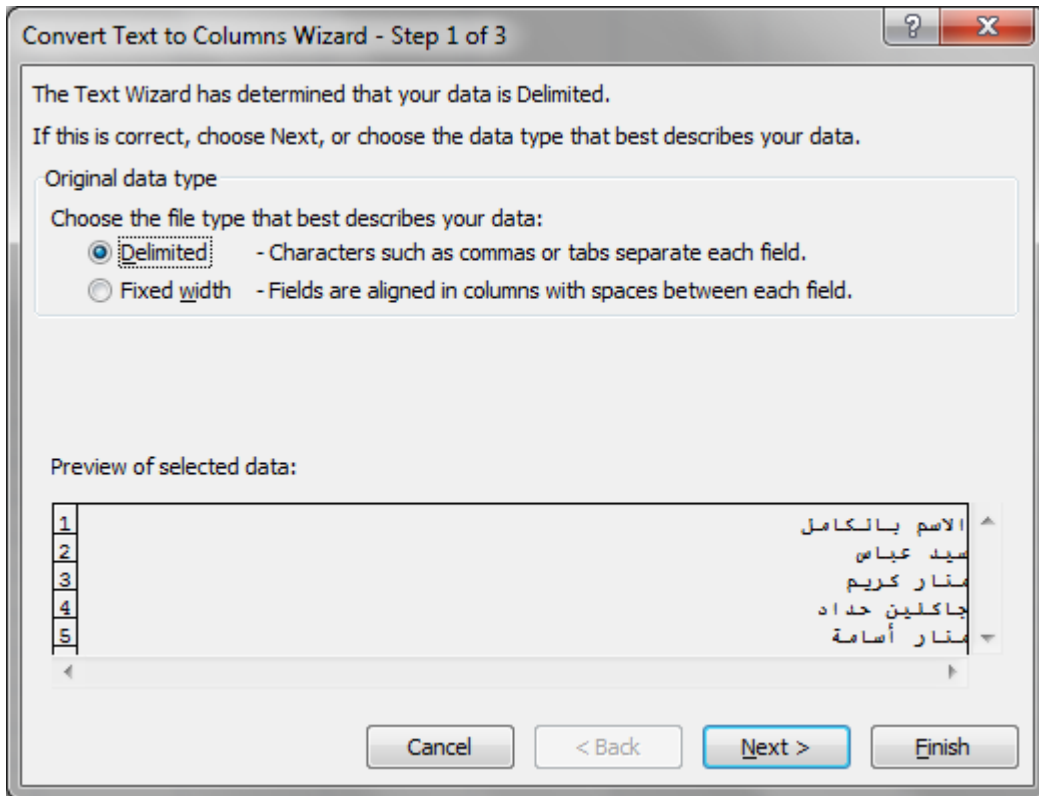 Convert Text to Columns Wizard - Step 1 of 3
The Text Wizard has determined that your data is Delimited.
If this is correct, choose Next, or choose the data type that best describes your data.
Original data type
Choose the file type that best describes your data:
Delimited - Characters such as commas or tabs separate each field.
Fixed width - Fields are aligned in columns with spaces between each field.
Preview of selected data:
1 الاسم بالكامل
2 سيد عباس
3 منار كريم
4 جاكلين حداد
5 منار أسامة
Cancel < Back Next > Finish